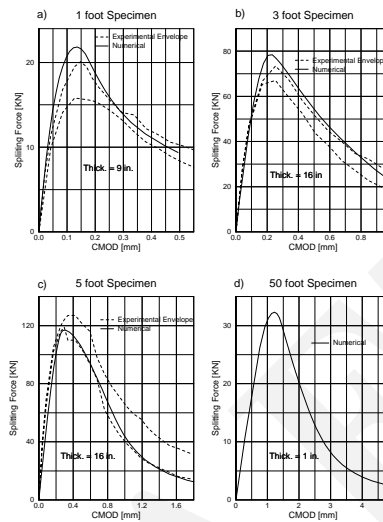 a) 1 foot Specimen
Experimental Envelope
Numerical
Thick. = 9 in.
Spliting Force [KN]
20
10
0
0.0 0.1 0.2 0.3 0.4 0.5
CMOD [mm]
b) 3 foot Specimen
Experimental Envelope
Numerical
Thick. = 16 in
Spliting Force [KN]
80
60
40
20
0
0.0 0.2 0.4 0.6 0.8
CMOD [mm]
c) 5 foot Specimen
Experimental Envelope
Numerical
Thick. = 16 in.
Splitting Force [KN]
120
80
40
0
0.0 0.4 0.8 1.2 1.6
CMOD [mm]
d) 50 foot Specimen
Numerical
Thick. = 1 in.
Splitting Force [KN]
30
20
10
0
0 1 2 3 4
CMOD [mm]